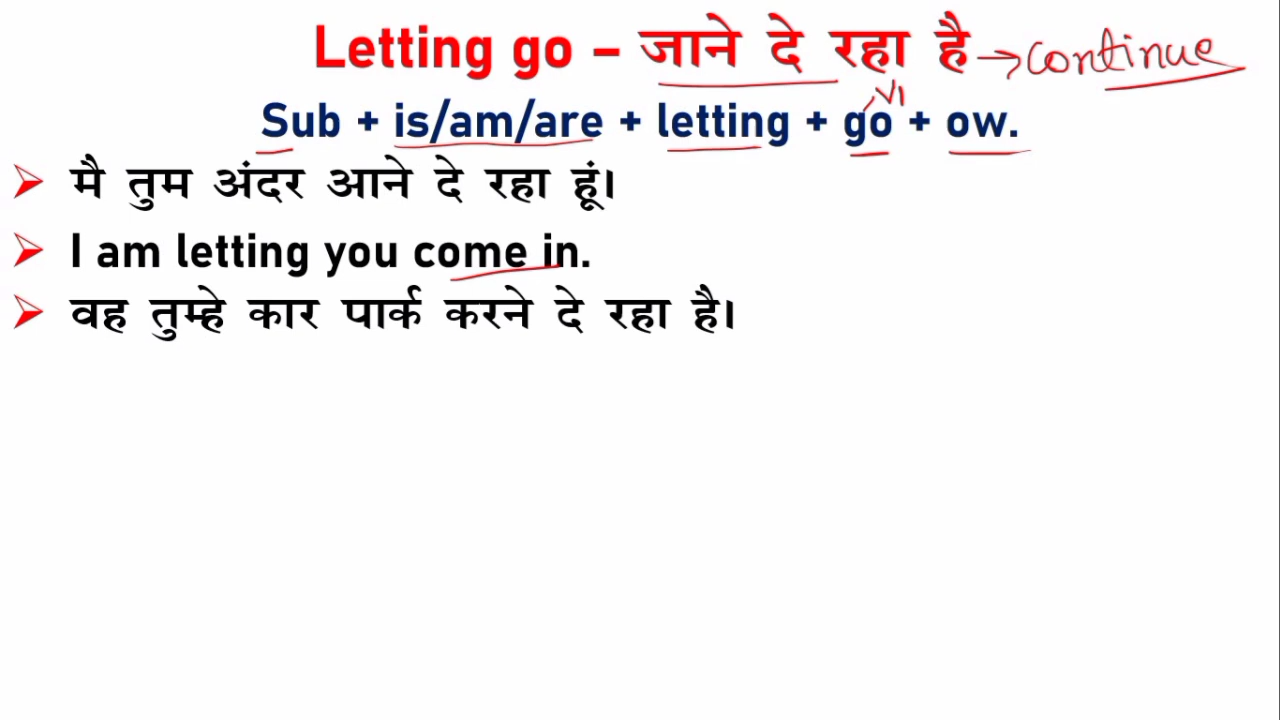 Letting go – जाने दे रहा है → continue
V1
Sub + is/am/are + letting + go + ow.
मै तुम अंदर आने दे रहा हूं।
I am letting you come in.
वह तुम्हे कार पार्क करने दे रहा है।